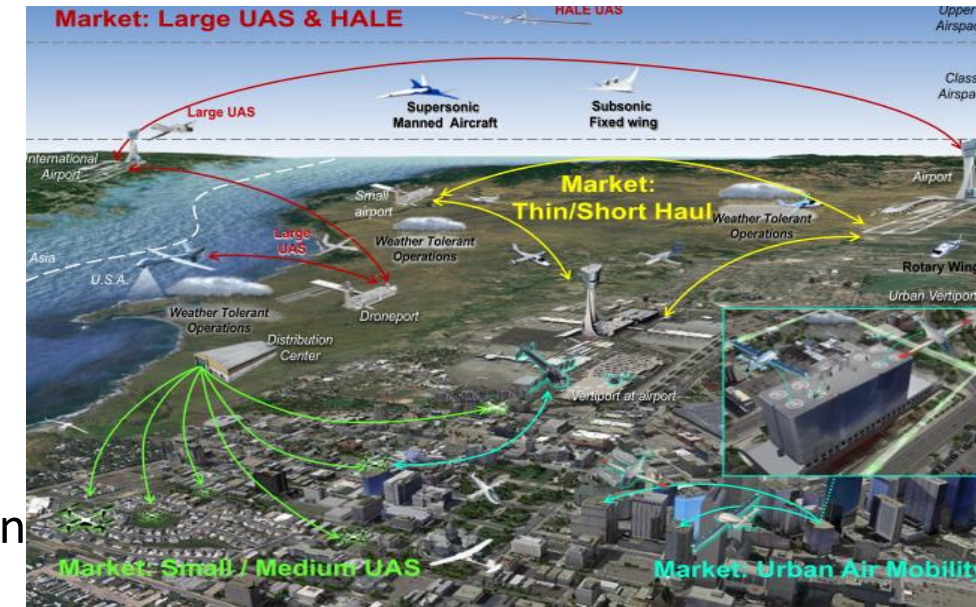 Market: Large UAS & HALE
HALE UAS
Upper
Airspac
Class
Airspa
Large UAS
Supersonic
Manned Aircraft
Subsonic
Fixed wing
International
Airport
Airport
Small
airport
Market:
Thin/Short Haul
Weather Tolerant
Operations
Weather Tolerant
Operations
Large
UAS
Asia
U.S.A.
Rotary Wing
Urban Vertiport
Weather Tolerant
Operations
Droneport
Distribution
Center
Vertiport at airport
n
Market: Small / Medium UAS
Market: Urban Air Mobility